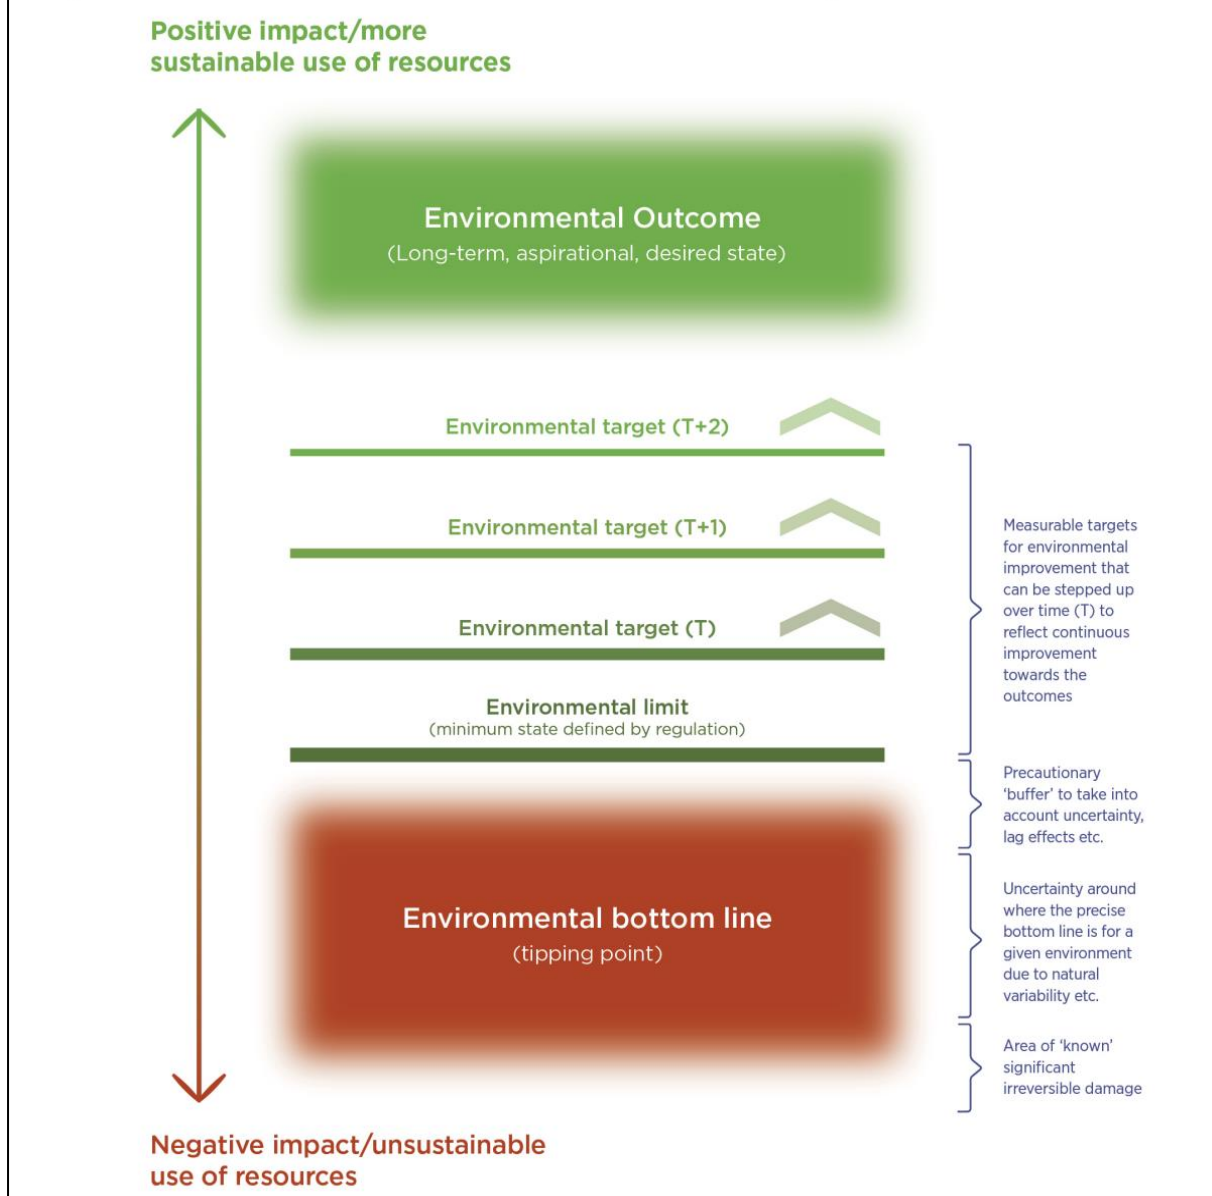 Positive impact/more
sustainable use of resources
Environmental Outcome
(Long-term, aspirational, desired state)
Environmental target (T+2)
Environmental target (T+1)
Environmental target (T)
Environmental limit
(minimum state defined by regulation)
Measurable targets
for environmental
improvement that
can be stepped up
over time (T) to
reflect continuous
improvement
towards the
outcomes
Precautionary
‘buffer’ to take into
account uncertainty,
lag effects etc.
Environmental bottom line
(tipping point)
Uncertainty around
where the precise
bottom line is for a
given environment
due to natural
variability etc.
Area of ‘known’
significant
irreversible damage
Negative impact/unsustainable
use of resources